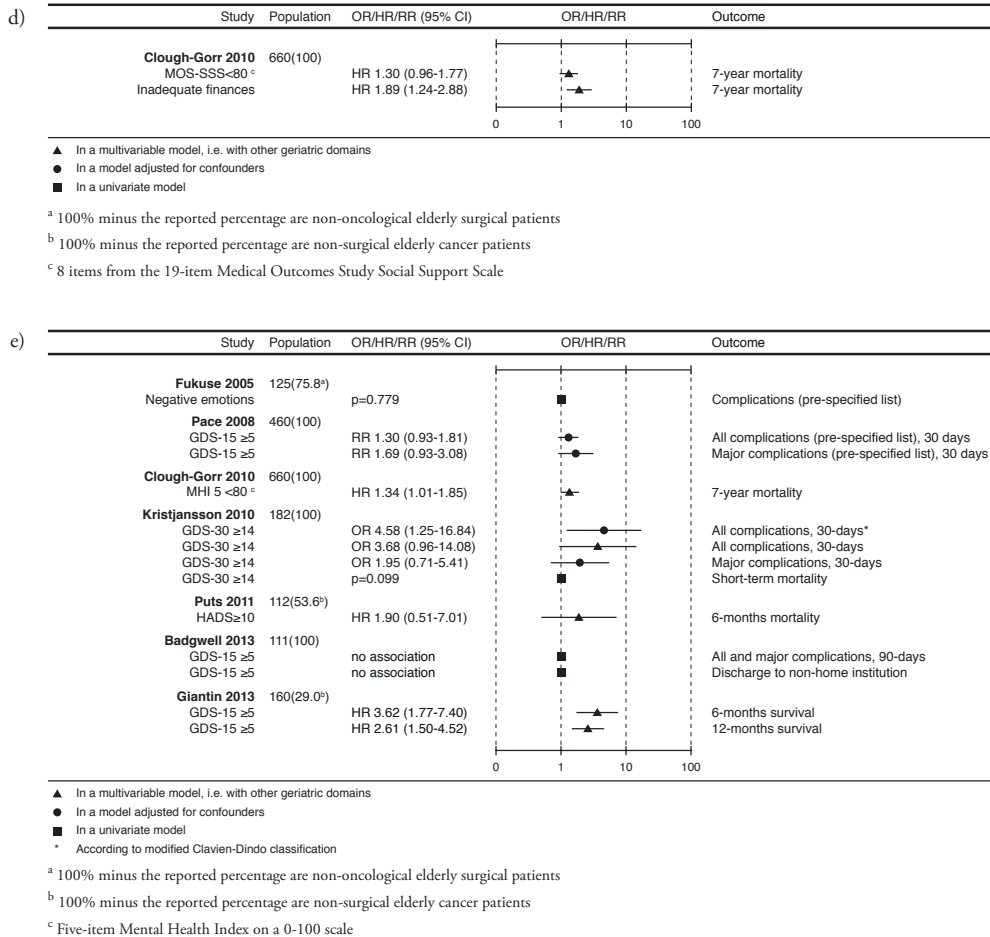 d)
Study Population OR/HR/RR (95% CI) OR/HR/RR Outcome
Clough-Gorr 2010 660(100)
MOS-SSS<80 c HR 1.30 (0.96-1.77) 7-year mortality
Inadequate finances HR 1.89 (1.24-2.88) 7-year mortality
0 1 10 100
▲ In a multivariable model, i.e. with other geriatric domains
● In a model adjusted for confounders
■ In a univariate model
a 100% minus the reported percentage are non-oncological elderly surgical patients
b 100% minus the reported percentage are non-surgical elderly cancer patients
c 8 items from the 19-item Medical Outcomes Study Social Support Scale
e)
Study Population OR/HR/RR (95% CI) OR/HR/RR Outcome
Fukuse 2005 125(75.8a)
Negative emotions p=0.779 Complications (pre-specified list)
Pace 2008 460(100)
GDS-15 ≥5 RR 1.30 (0.93-1.81) All complications (pre-specified list), 30 days
GDS-15 ≥5 RR 1.69 (0.93-3.08) Major complications (pre-specified list), 30 days
Clough-Gorr 2010 660(100)
MHI 5 <80 c HR 1.34 (1.01-1.85) 7-year mortality
Kristjansson 2010 182(100)
GDS-30 ≥14 OR 4.58 (1.25-16.84) All complications, 30-days*
GDS-30 ≥14 OR 3.68 (0.96-14.08) All complications, 30-days
GDS-30 ≥14 OR 1.95 (0.71-5.41) Major complications, 30-days
GDS-30 ≥14 p=0.099 Short-term mortality
Puts 2011 112(53.6b)
HADS≥10 HR 1.90 (0.51-7.01) 6-months mortality
Badgwell 2013 111(100)
GDS-15 ≥5 no association All and major complications, 90-days
GDS-15 ≥5 no association Discharge to non-home institution
Giantin 2013 160(29.0b)
GDS-15 ≥5 HR 3.62 (1.77-7.40) 6-months survival
GDS-15 ≥5 HR 2.61 (1.50-4.52) 12-months survival
0 1 10 100
▲ In a multivariable model, i.e. with other geriatric domains
● In a model adjusted for confounders
■ In a univariate model
* According to modified Clavien-Dindo classification
a 100% minus the reported percentage are non-oncological elderly surgical patients
b 100% minus the reported percentage are non-surgical elderly cancer patients
c Five-item Mental Health Index on a 0-100 scale